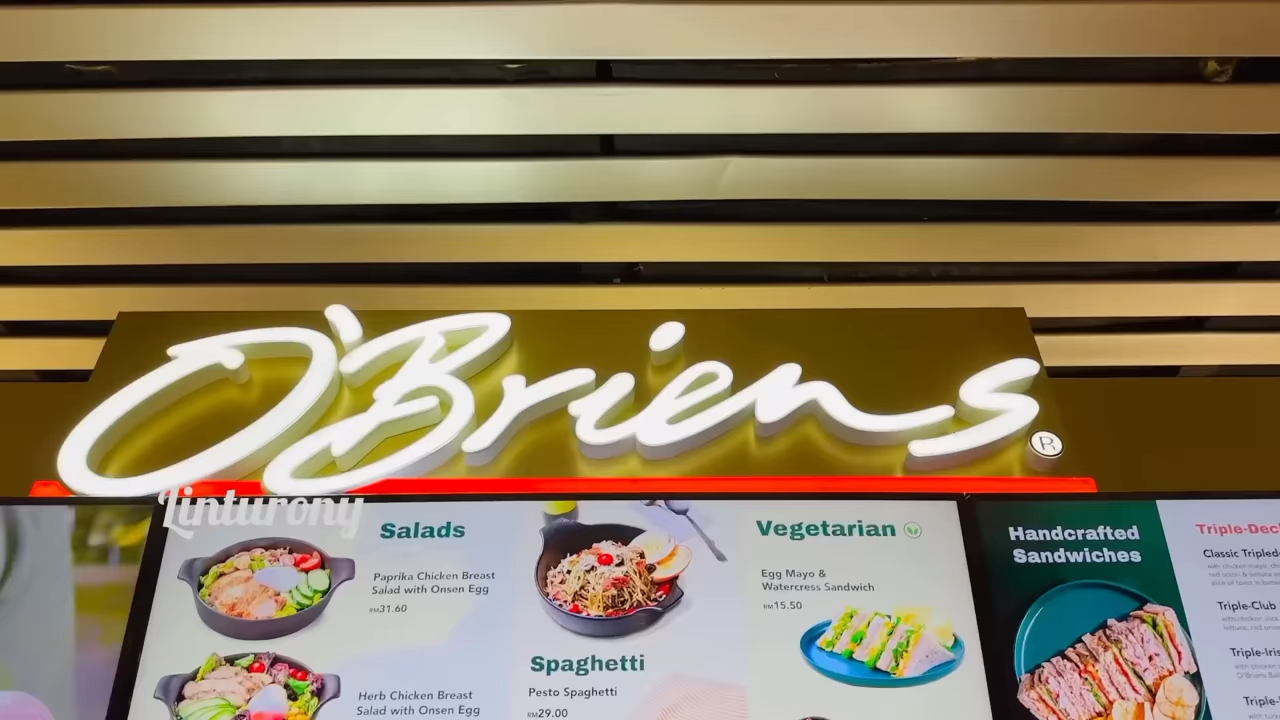 O'Briens
®
Linturony
Salads
Paprika Chicken Breast
Salad with Onsen Egg
RM31.60
Herb Chicken Breast
Salad with Onsen Egg
Spaghetti
Pesto Spaghetti
RM29.00
Vegetarian
Egg Mayo &
Watercress Sandwich
RM15.50
Handcrafted
Sandwiches
Triple-Dec
Classic Tripled
Triple-Club
Triple-Iris
Triple-